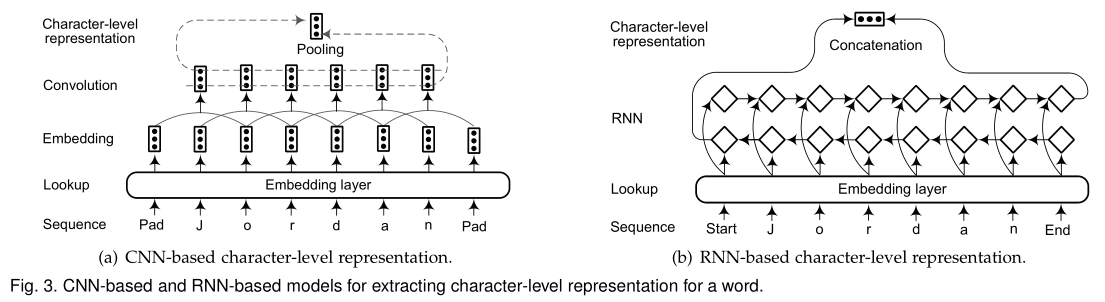 Character-level
representation
Pooling
Convolution
Embedding
Lookup
Embedding layer
Sequence
Pad J o r d a n Pad
(a) CNN-based character-level representation.
Character-level
representation
Concatenation
RNN
Lookup
Embedding layer
Sequence
Start J o r d a n End
(b) RNN-based character-level representation.
Fig. 3. CNN-based and RNN-based models for extracting character-level representation for a word.